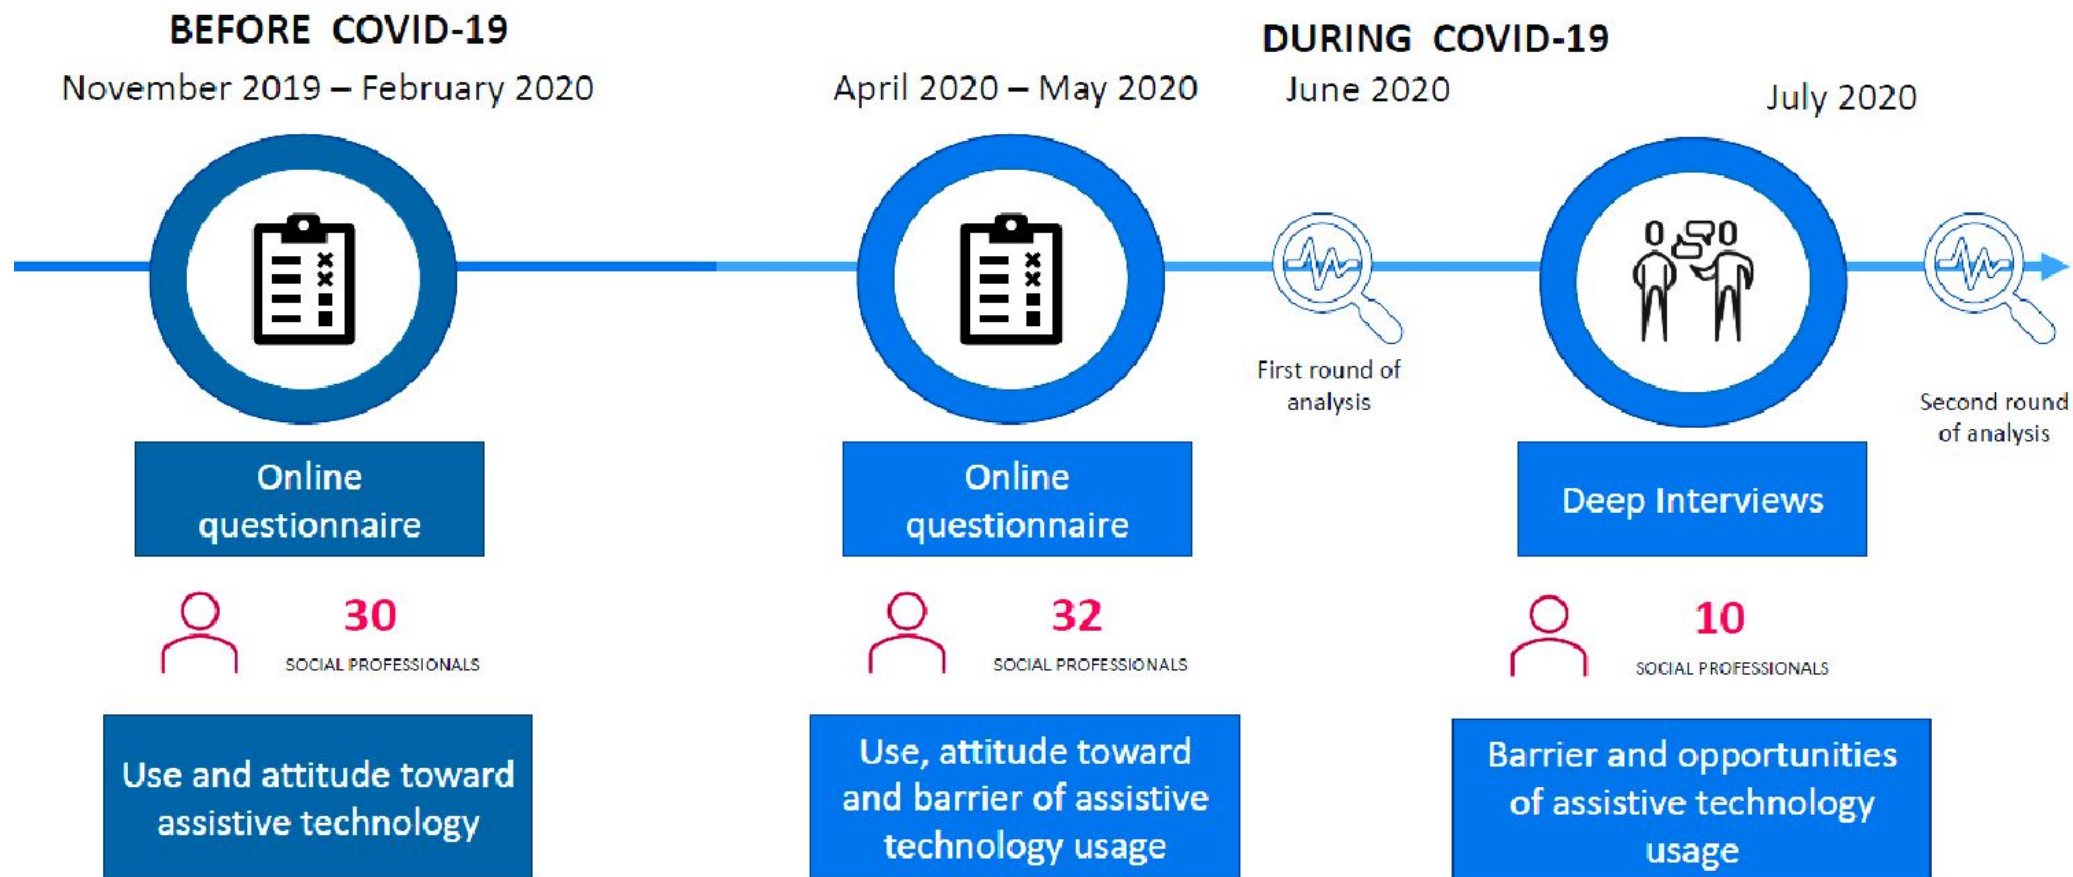 BEFORE COVID-19
November 2019 – February 2020
DURING COVID-19
April 2020 – May 2020
June 2020
July 2020
First round of
analysis
Second round
of analysis
Online
questionnaire
Online
questionnaire
Deep Interviews
30
SOCIAL PROFESSIONALS
32
SOCIAL PROFESSIONALS
10
SOCIAL PROFESSIONALS
Use and attitude toward
assistive technology
Use, attitude toward
and barrier of assistive
technology usage
Barrier and opportunities
of assistive technology
usage